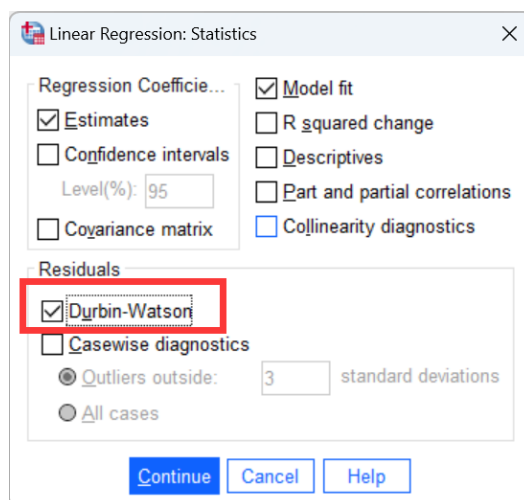 Linear Regression: Statistics
Regression Coefficie...
Estimates
Confidence intervals
Level(%): 95
Covariance matrix
Model fit
R squared change
Descriptives
Part and partial correlations
Collinearity diagnostics
Residuals
Durbin-Watson
Casewise diagnostics
Outliers outside: 3 standard deviations
All cases
Continue Cancel Help